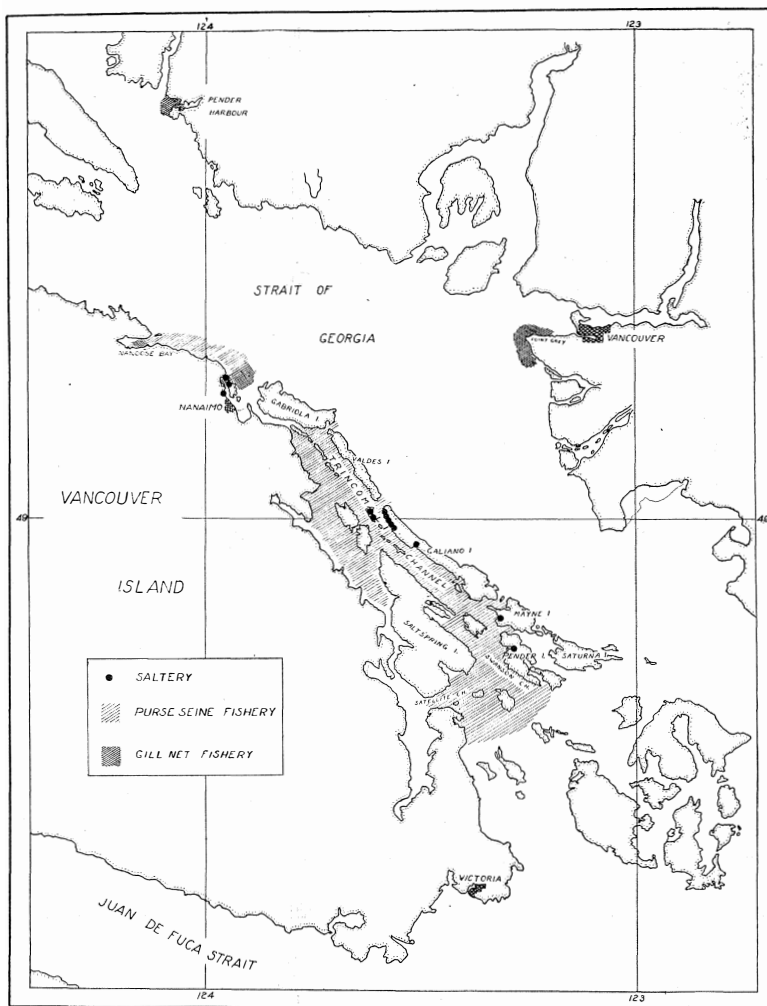 124
123
PENDER
HARBOUR
STRAIT OF
GEORGIA
NANOOSE BAY
POINT GREY
VANCOUVER
NANAIMO
GABRIOLA I.
VALDES I
TRINCOMALI CHANNEL
VANCOUVER
49
49
GALIANO I
ISLAND
MAYNE I
SALTSPRING I.
PENDER I.
SATURNA I
SWANSON CH.
SATELLITE CH.
SALTERY
PURSE SEINE FISHERY
GILL NET FISHERY
VICTORIA
JUAN DE FUCA STRAIT
124
123